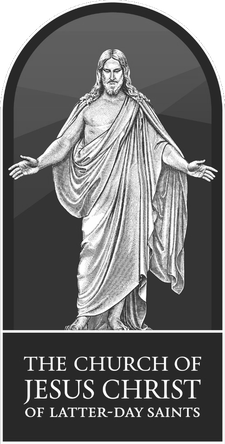 THE CHURCH OF
JESUS CHRIST
OF LATTER-DAY SAINTS